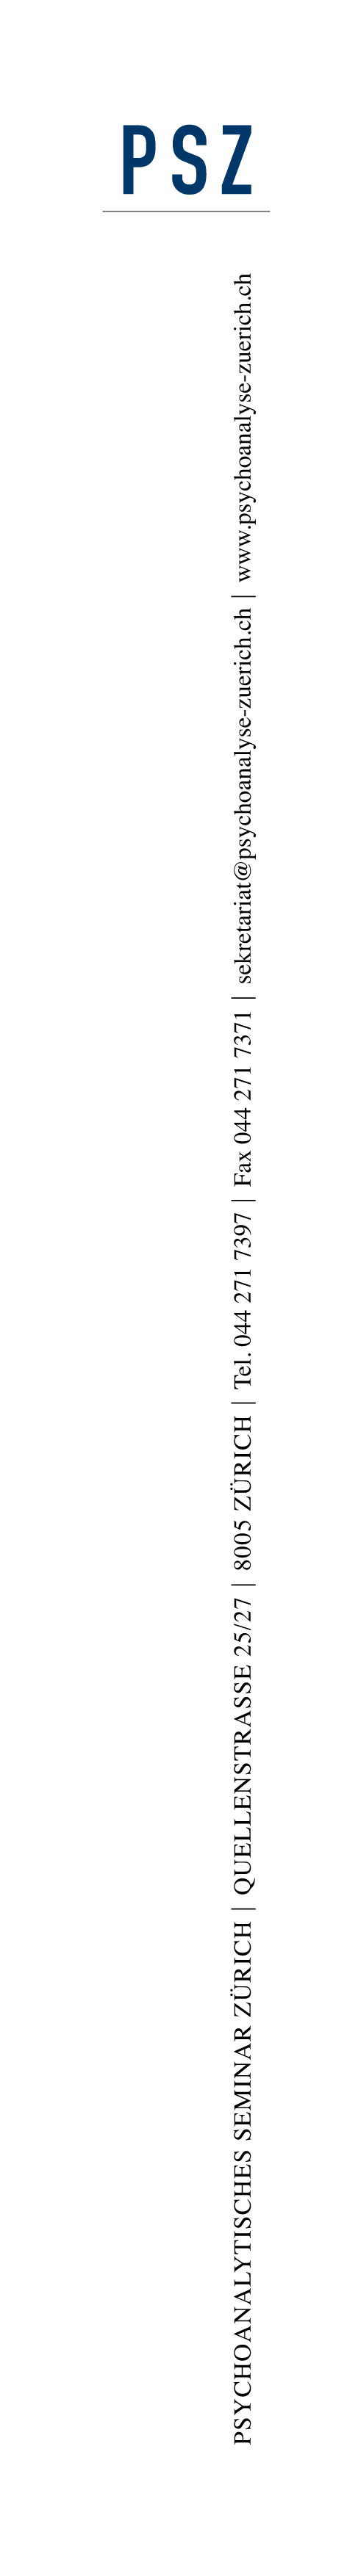 PSZ
PSYCHOANALYTISCHES SEMINAR ZÜRICH | QUELLENSTRASSE 25/27 | 8005 ZÜRICH | Tel. 044 271 7397 | Fax 044 271 7371 | sekretariat@psychoanalyse-zuerich.ch | www.psychoanalyse-zuerich.ch